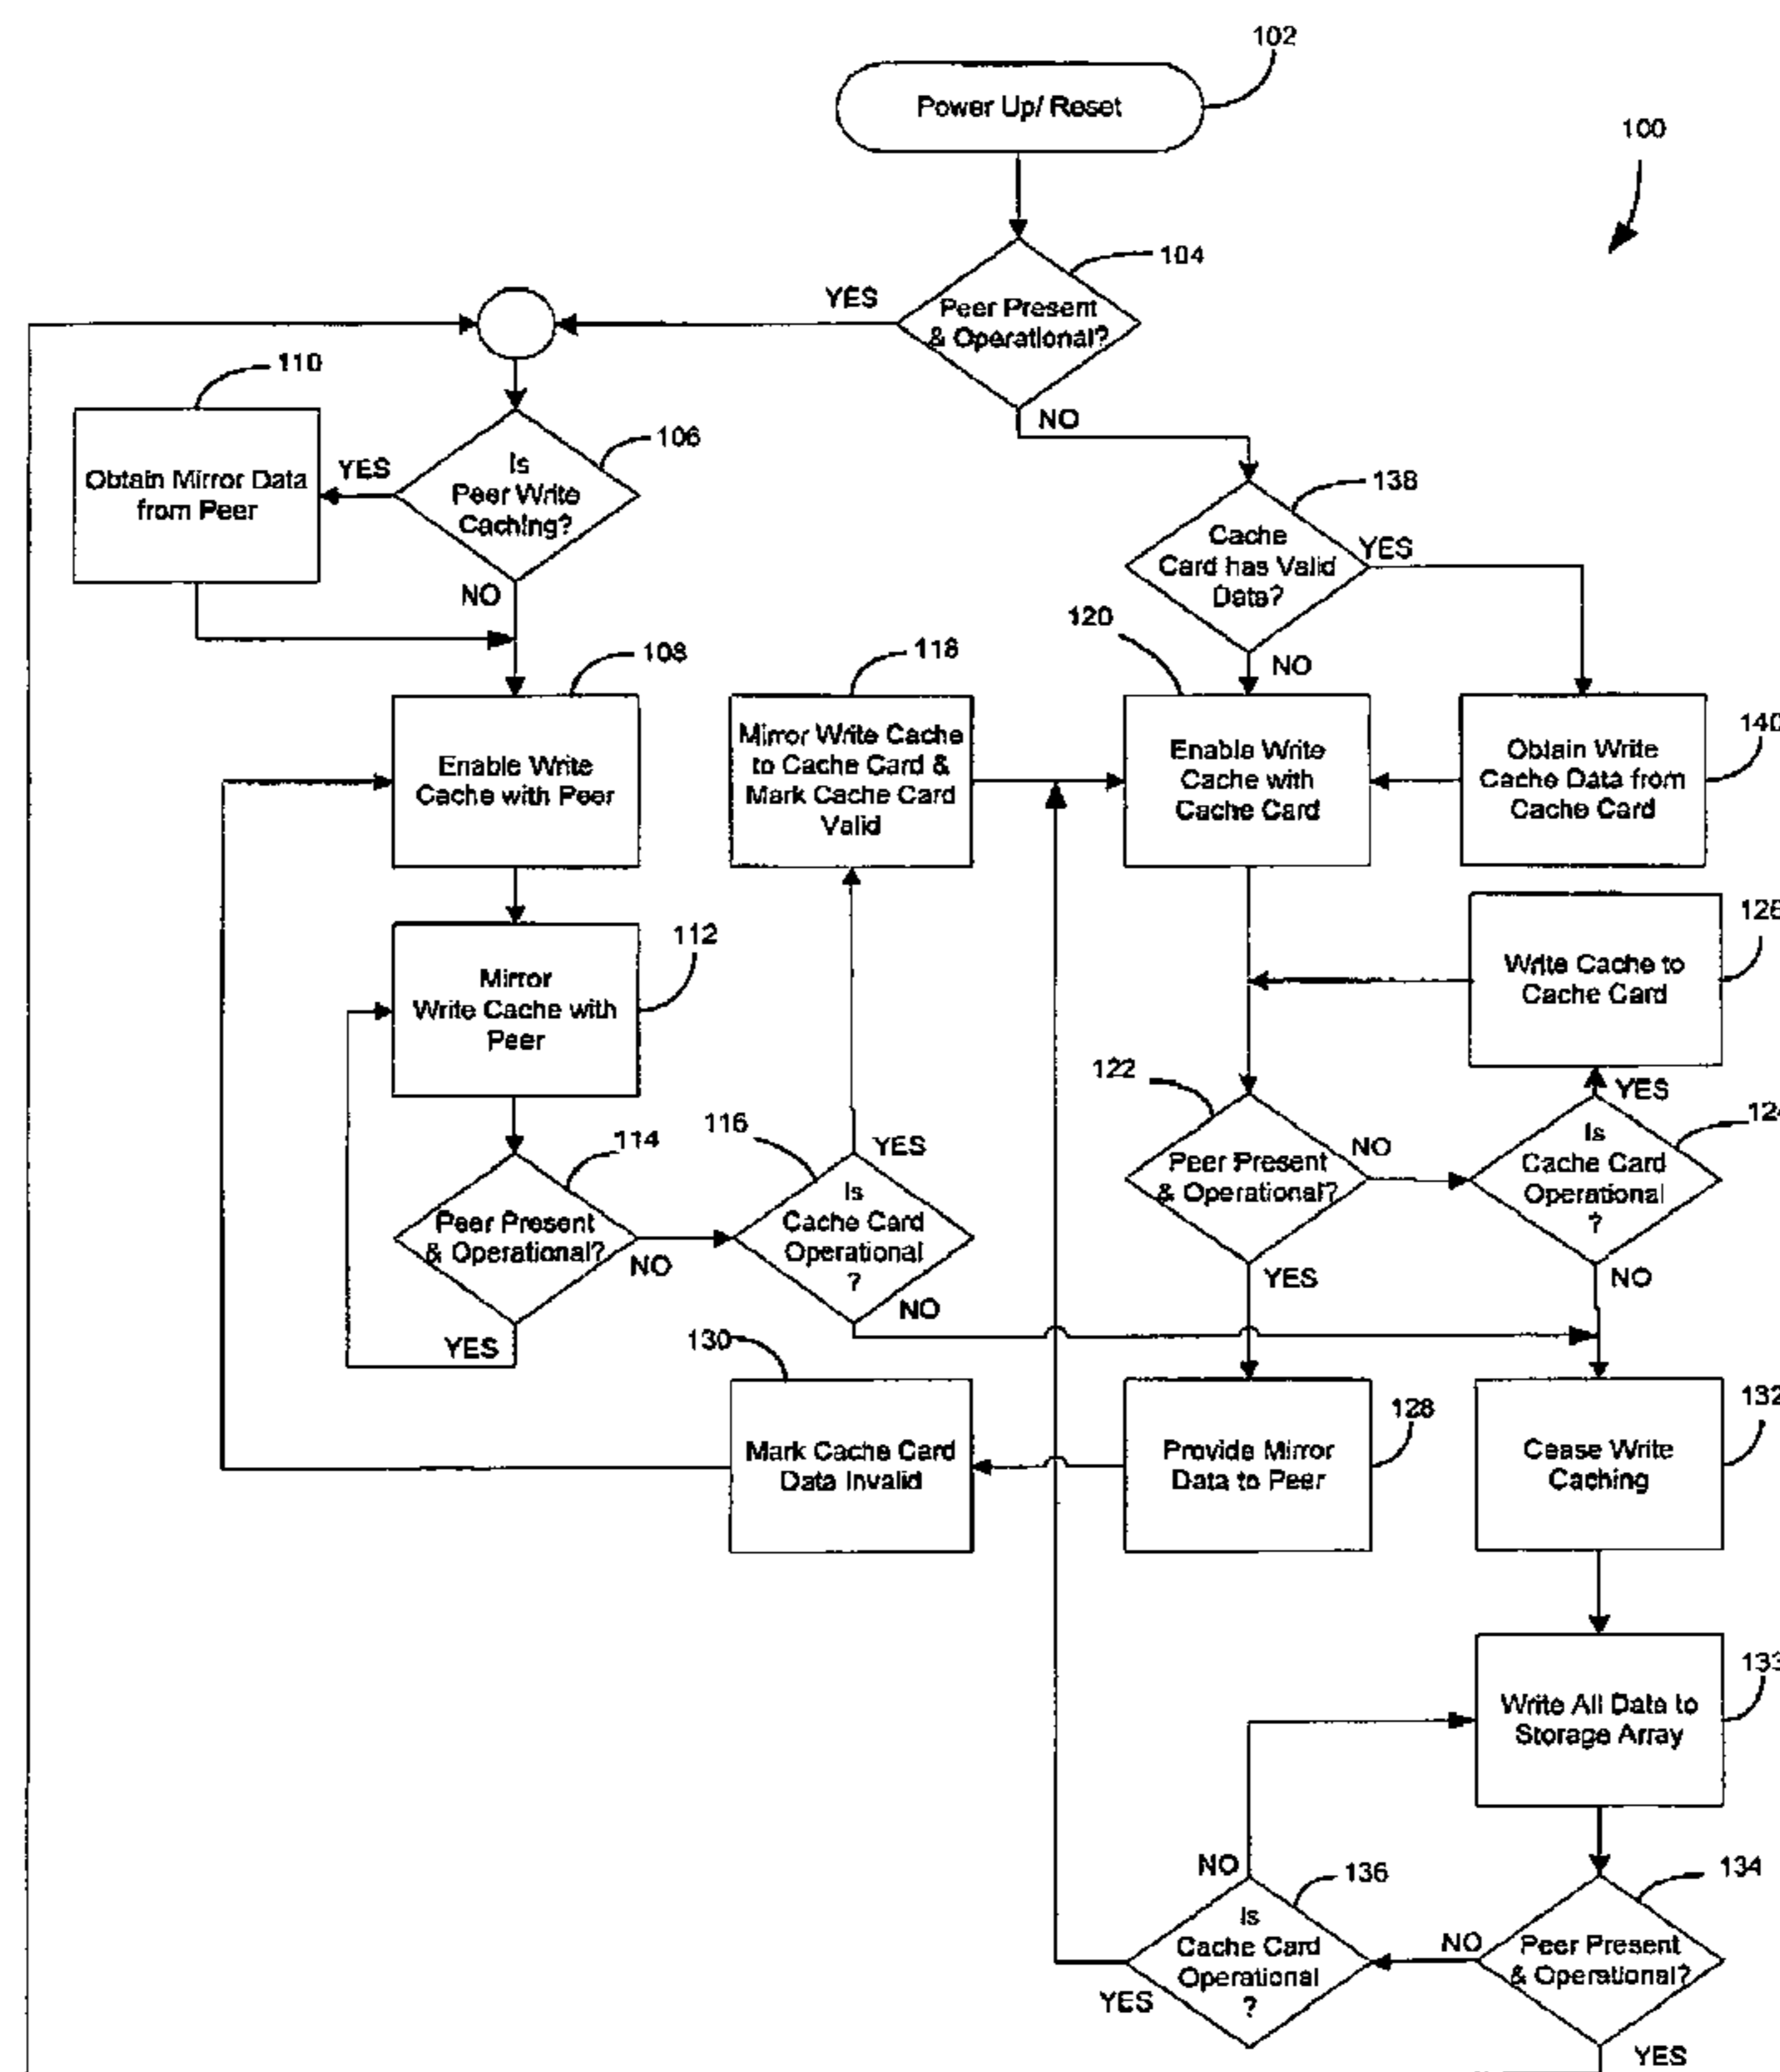 102
Power Up/ Reset
100
104
YES
Peer Present
& Operational?
NO
110
Obtain Mirror Data
from Peer
YES
106
Is
Peer Write
Caching?
NO
138
Cache
Card has Valid
Data?
YES
NO
108
Enable Write
Cache with Peer
118
Mirror Write Cache
to Cache Card &
Mark Cache Card
Valid
120
Enable Write
Cache with
Cache Card
140
Obtain Write
Cache Data from
Cache Card
112
Mirror
Write Cache with
Peer
126
Write Cache to
Cache Card
114
Peer Present
& Operational?
NO
YES
116
YES
Is
Cache Card
Operational
?
NO
122
Peer Present
& Operational?
NO
YES
YES
124
Is
Cache Card
Operational
?
NO
130
Mark Cache Card
Data Invalid
128
Provide Mirror
Data to Peer
132
Cease Write
Caching
133
Write All Data to
Storage Array
NO
136
Is
Cache Card
Operational
?
YES
134
NO
Peer Present
& Operational?
YES